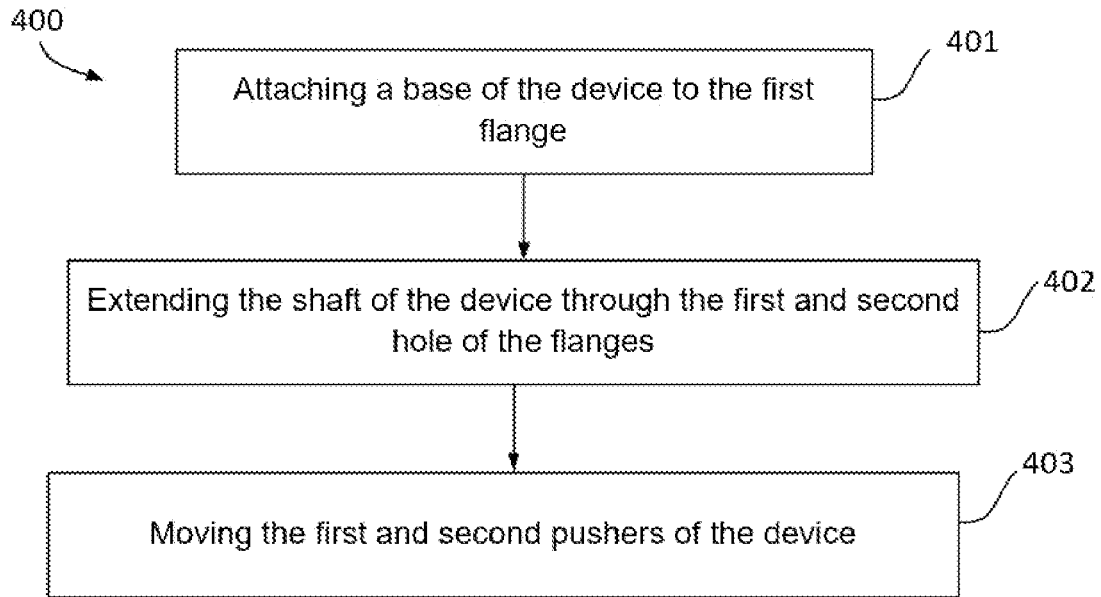 400
401
Attaching a base of the device to the first
flange
402
Extending the shaft of the device through the first and second
hole of the flanges
403
Moving the first and second pushers of the device